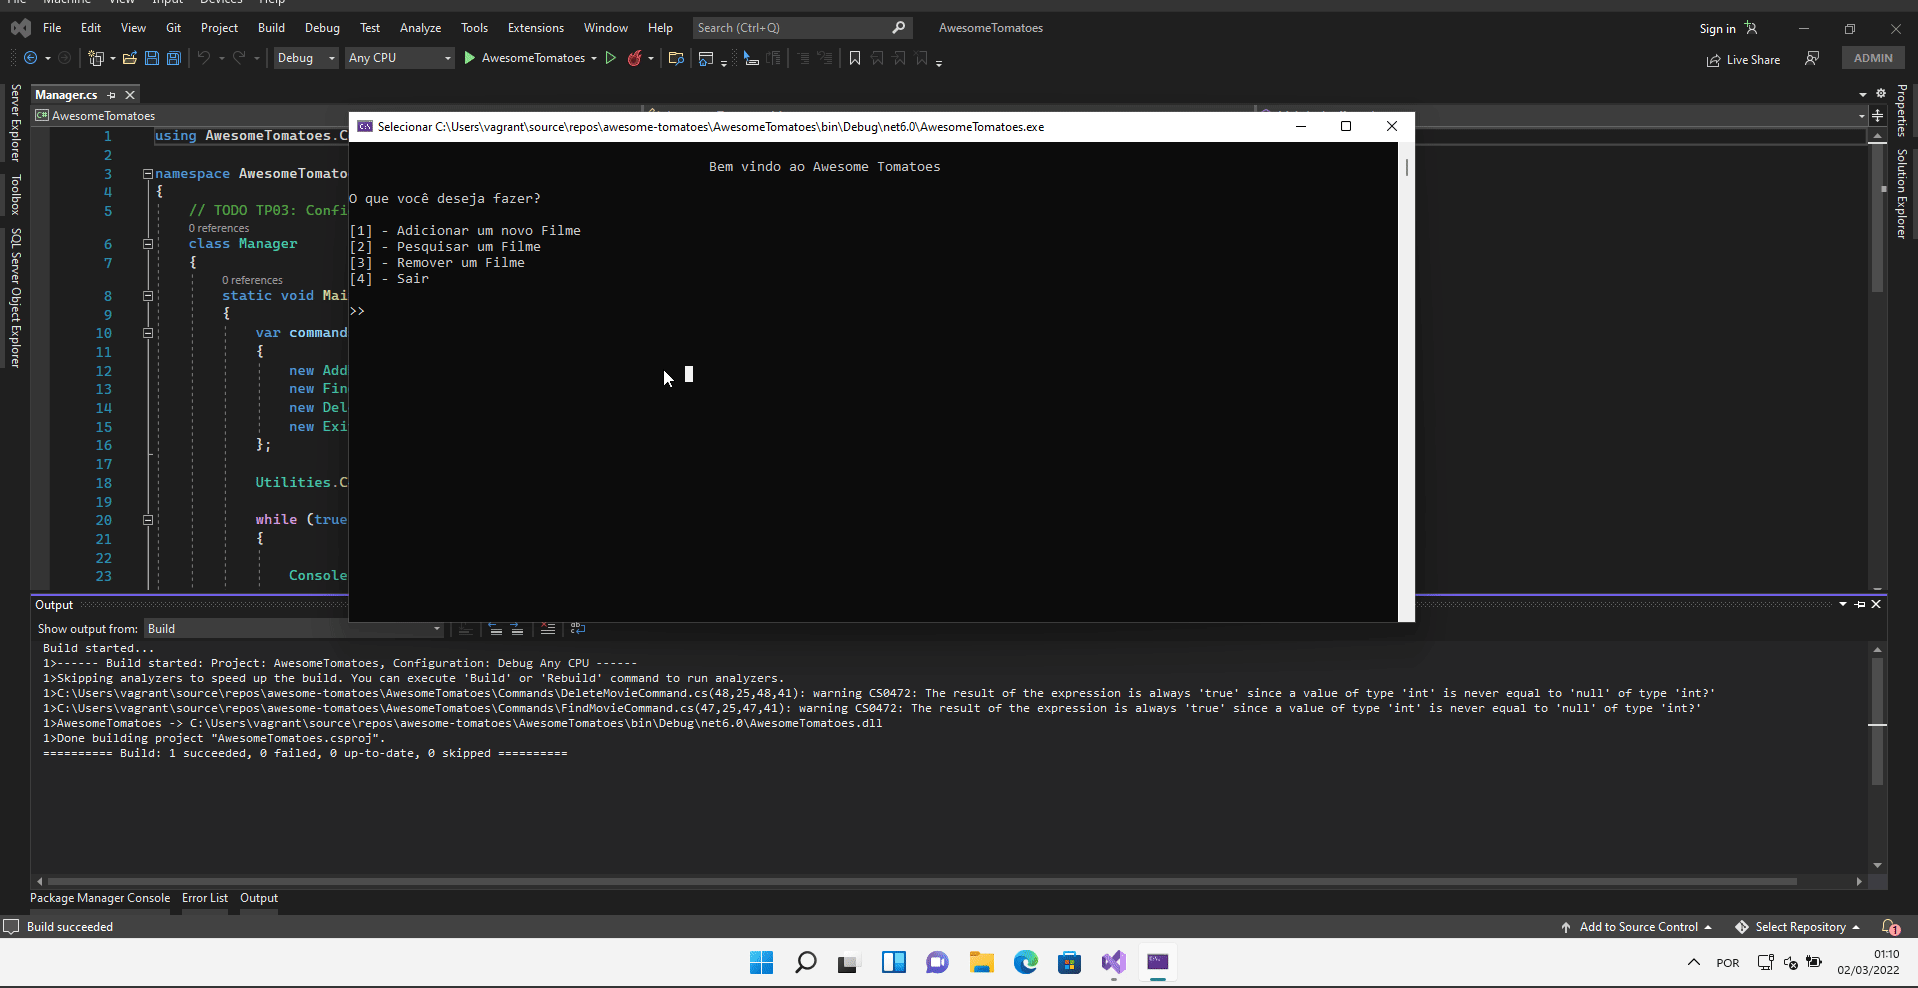 File Machine View Input Devices Help
File Edit View Git Project Build Debug Test Analyze Tools Extensions Window Help Search (Ctrl+Q) AwesomeTomatoes Sign in
Debug Any CPU AwesomeTomatoes Live Share ADMIN
Server Explorer
Toolbox
SQL Server Object Explorer
Manager.cs
C# AwesomeTomatoes
1 using AwesomeTomatoes.C
2
3 namespace AwesomeTomato
4 {
5 // TODO TP03: Confi
0 references
6 class Manager
7 {
0 references
8 static void Mai
9 {
10 var command
11 {
12 new Add
13 new Fin
14 new Del
15 new Exi
16 };
17
18 Utilities.C
19
20 while (true
21 {
22
23 Console
Selecionar C:\Users\vagrant\source\repos\awesome-tomatoes\AwesomeTomatoes\bin\Debug\net6.0\AwesomeTomatoes.exe
Bem vindo ao Awesome Tomatoes
O que você deseja fazer?
[1] - Adicionar um novo Filme
[2] - Pesquisar um Filme
[3] - Remover um Filme
[4] - Sair
>>
Properties
Solution Explorer
Output
Show output from: Build
Build started...
1>------ Build started: Project: AwesomeTomatoes, Configuration: Debug Any CPU ------
1>Skipping analyzers to speed up the build. You can execute 'Build' or 'Rebuild' command to run analyzers.
1>C:\Users\vagrant\source\repos\awesome-tomatoes\AwesomeTomatoes\Commands\DeleteMovieCommand.cs(48,25,48,41): warning CS0472: The result of the expression is always 'true' since a value of type 'int' is never equal to 'null' of type 'int?'
1>C:\Users\vagrant\source\repos\awesome-tomatoes\AwesomeTomatoes\Commands\FindMovieCommand.cs(47,25,47,41): warning CS0472: The result of the expression is always 'true' since a value of type 'int' is never equal to 'null' of type 'int?'
1>AwesomeTomatoes -> C:\Users\vagrant\source\repos\awesome-tomatoes\AwesomeTomatoes\bin\Debug\net6.0\AwesomeTomatoes.dll
1>Done building project "AwesomeTomatoes.csproj".
========== Build: 1 succeeded, 0 failed, 0 up-to-date, 0 skipped ==========
Package Manager Console Error List Output
Build succeeded Add to Source Control Select Repository 1
POR 01:10
02/03/2022